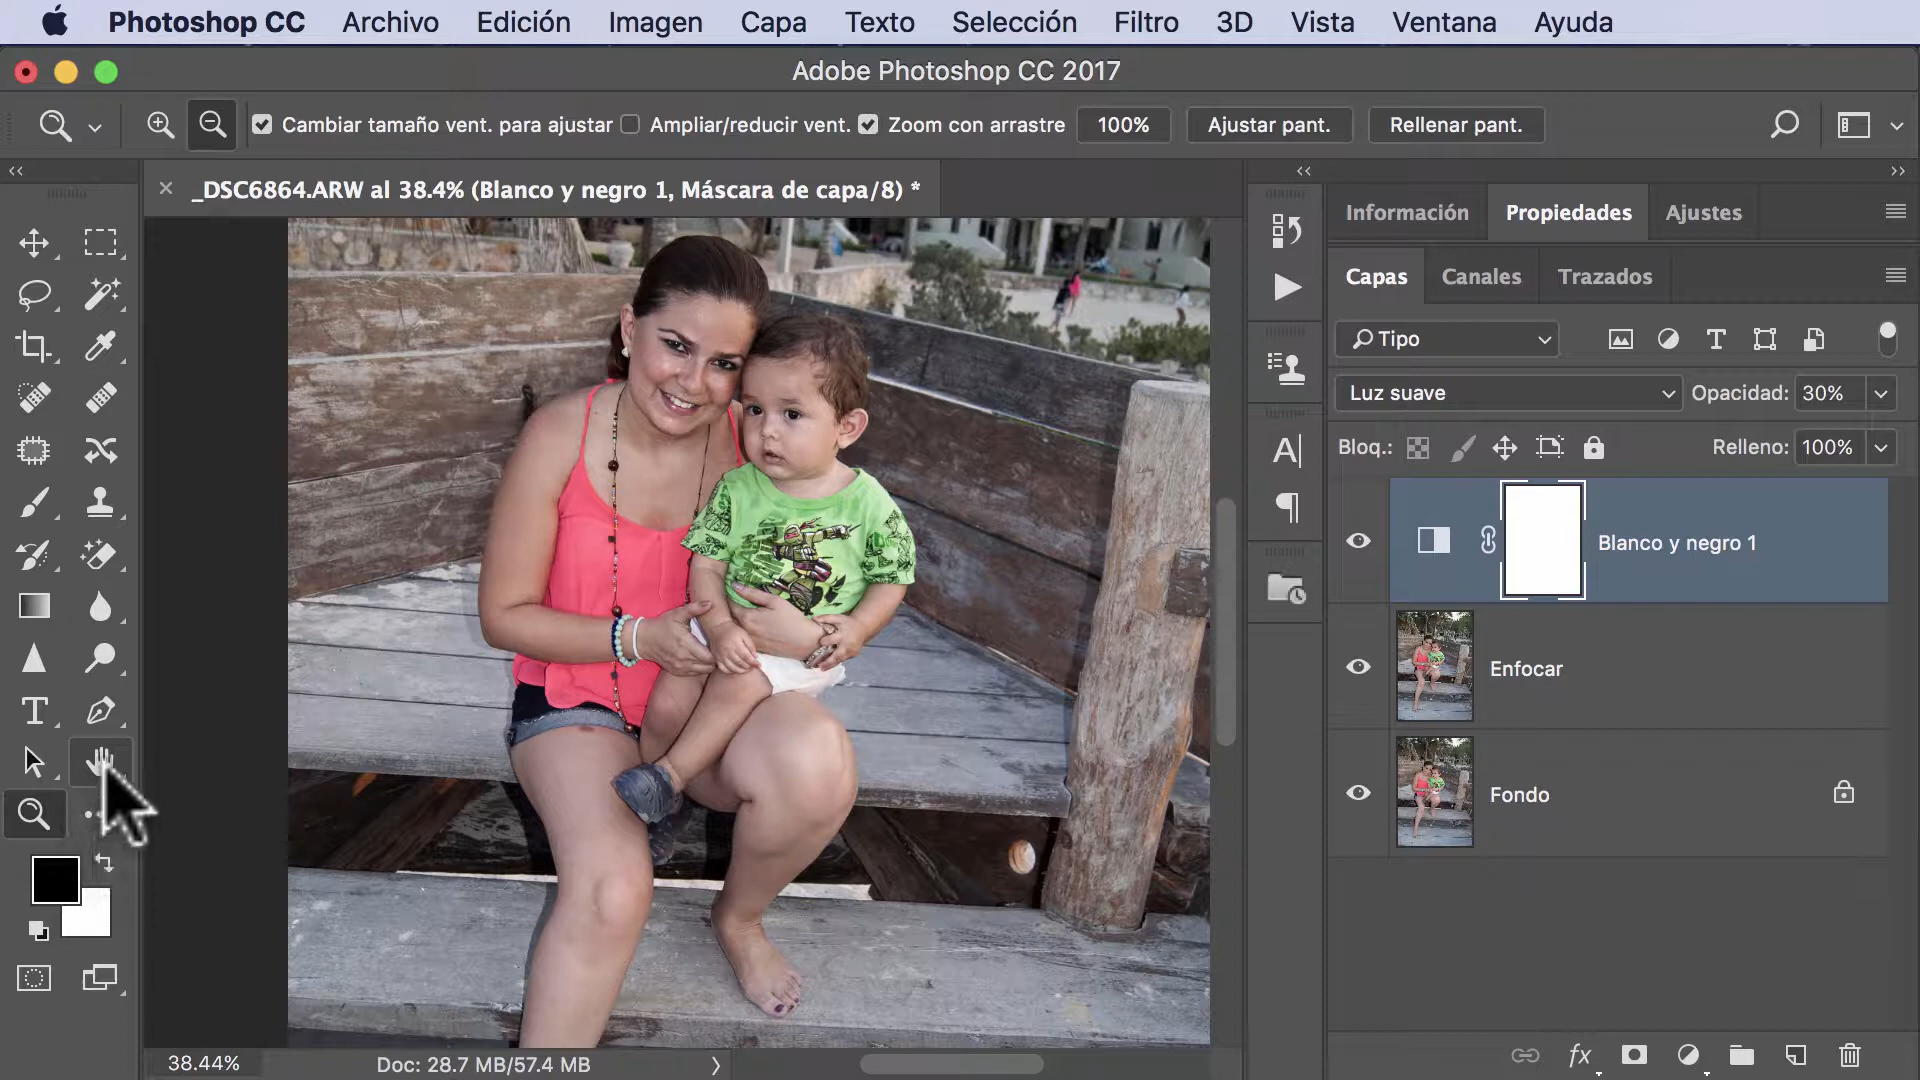 Photoshop CC Archivo Edición Imagen Capa Texto Selección Filtro 3D Vista Ventana Ayuda
Adobe Photoshop CC 2017
Cambiar tamaño vent. para ajustar Ampliar/reducir vent. Zoom con arrastre 100% Ajustar pant. Rellenar pant.
_DSC6864.ARW al 38.4% (Blanco y negro 1, Máscara de capa/8) *
Información Propiedades Ajustes
Capas Canales Trazados
Tipo
Luz suave Opacidad: 30%
Bloq.: Relleno: 100%
Blanco y negro 1
Enfocar
Fondo
38.44% Doc: 28.7 MB/57.4 MB